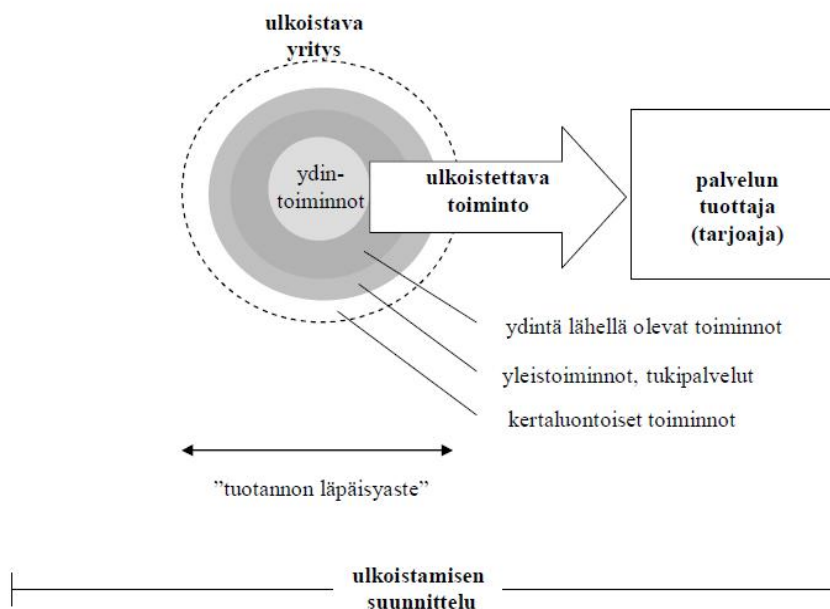 ulkoistava
yritys
ydin-
toiminnot
ulkoistettava
toiminto
palvelun
tuottaja
(tarjoaja)
ydintä lähellä olevat toiminnot
yleistoiminnot, tukipalvelut
kertaluontoiset toiminnot
”tuotannon läpäisyaste”
ulkoistamisen
suunnittelu